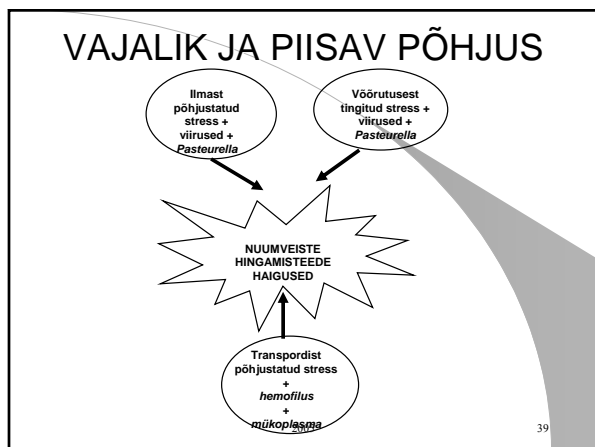 VAJALIK JA PIISAV PÕHJUS
Ilmast
põhjustatud
stress +
viirused +
Pasteurella
Võõrutusest
tingitud stress +
viirused +
Pasteurella
NUUMVEISTE
HINGAMISTEEDE
HAIGUSED
Transpordist
põhjustatud stress
+
hemofilus
+
mükoplasma
39